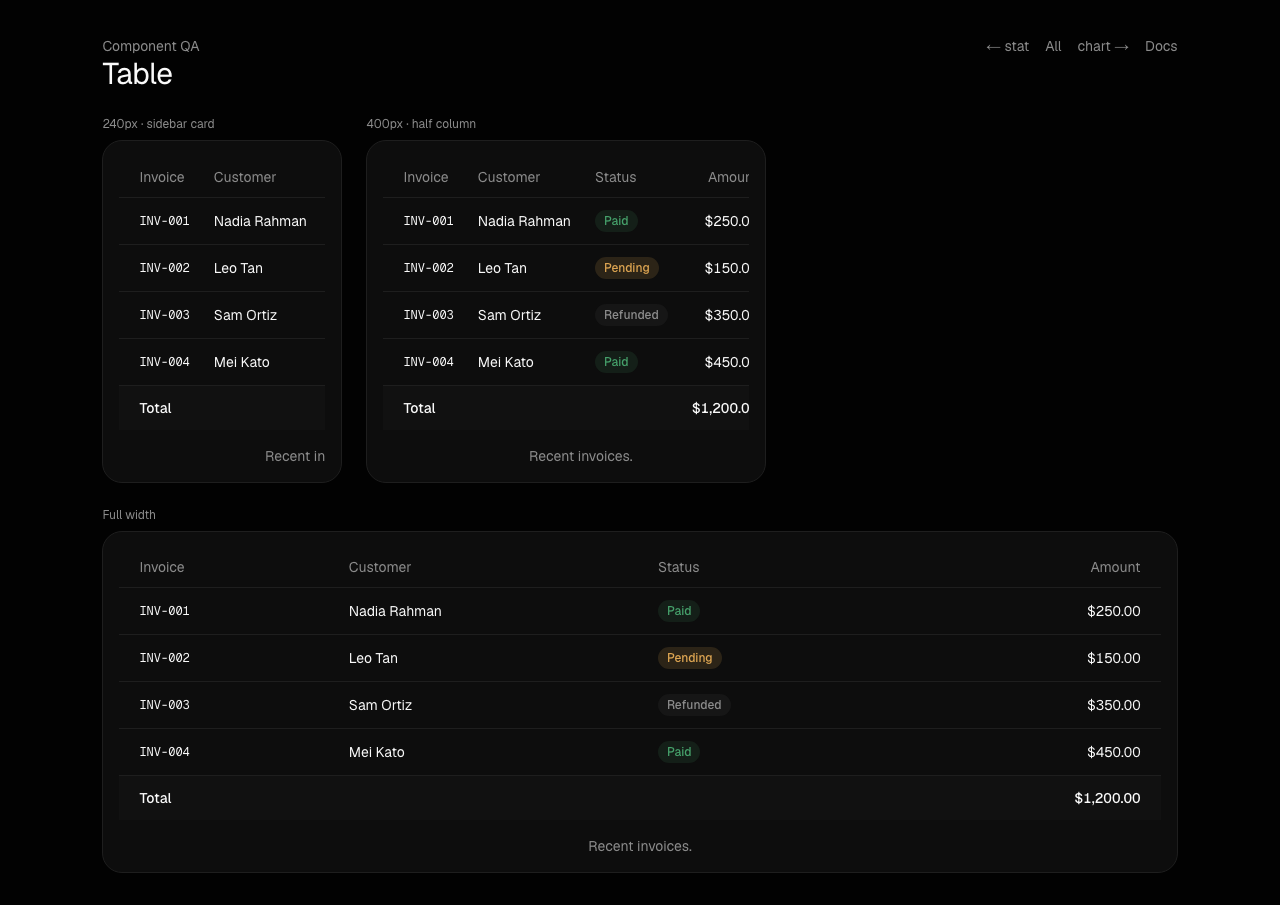 Component QA
← stat All chart → Docs
Table
240px · sidebar card
Invoice Customer
INV-001 Nadia Rahman
INV-002 Leo Tan
INV-003 Sam Ortiz
INV-004 Mei Kato
Total
Recent in
400px · half column
Invoice Customer Status Amoun
INV-001 Nadia Rahman Paid $250.0
INV-002 Leo Tan Pending $150.0
INV-003 Sam Ortiz Refunded $350.0
INV-004 Mei Kato Paid $450.0
Total $1,200.0
Recent invoices.
Full width
Invoice Customer Status Amount
INV-001 Nadia Rahman Paid $250.00
INV-002 Leo Tan Pending $150.00
INV-003 Sam Ortiz Refunded $350.00
INV-004 Mei Kato Paid $450.00
Total $1,200.00
Recent invoices.